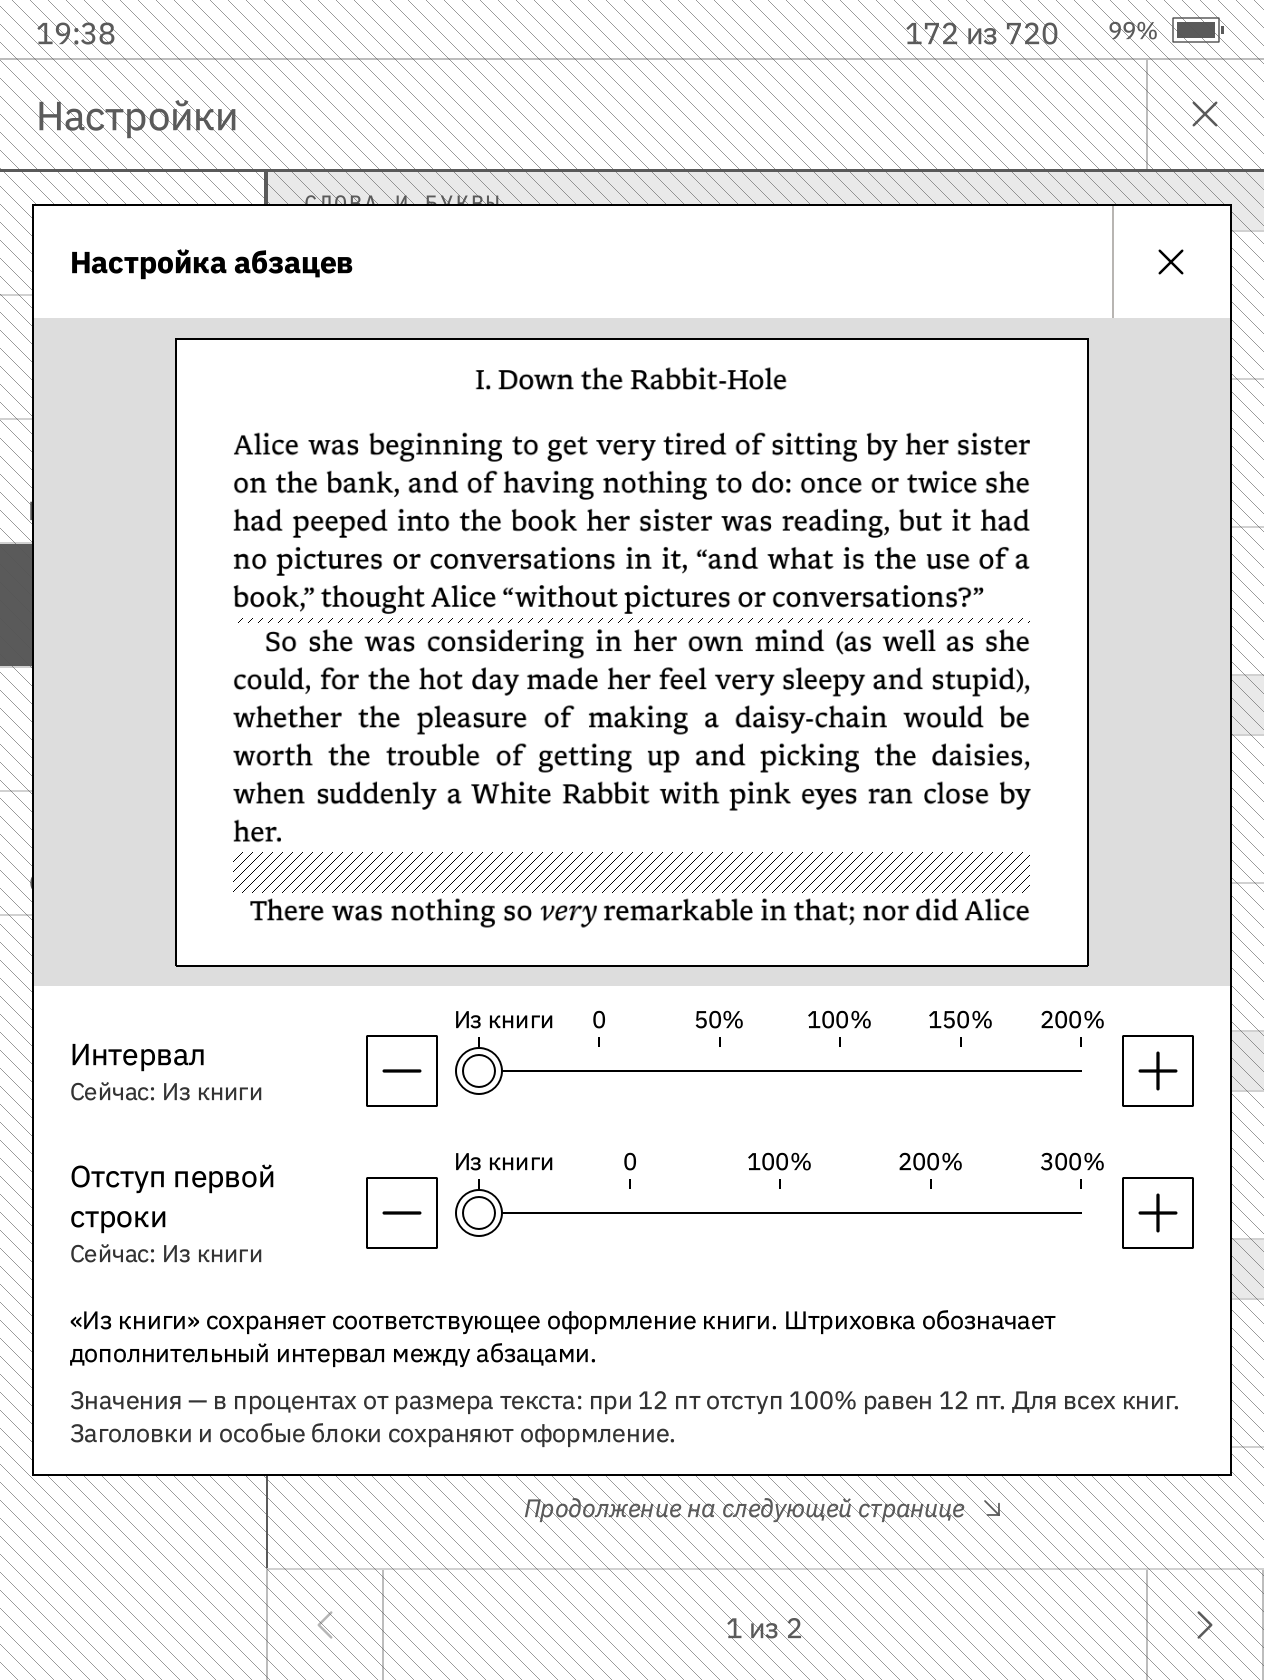 19:38
172 из 720
99%
Настройки
СЛОВА И БУКВЫ
Настройка абзацев
I. Down the Rabbit-Hole
Alice was beginning to get very tired of sitting by her sister
on the bank, and of having nothing to do: once or twice she
had peeped into the book her sister was reading, but it had
no pictures or conversations in it, “and what is the use of a
book,” thought Alice “without pictures or conversations?”
So she was considering in her own mind (as well as she
could, for the hot day made her feel very sleepy and stupid),
whether the pleasure of making a daisy-chain would be
worth the trouble of getting up and picking the daisies,
when suddenly a White Rabbit with pink eyes ran close by
her.
There was nothing so very remarkable in that; nor did Alice
Из книги 0 50% 100% 150% 200%
Интервал
Сейчас: Из книги
Из книги 0 100% 200% 300%
Отступ первой
строки
Сейчас: Из книги
«Из книги» сохраняет соответствующее оформление книги. Штриховка обозначает
дополнительный интервал между абзацами.
Значения — в процентах от размера текста: при 12 пт отступ 100% равен 12 пт. Для всех книг.
Заголовки и особые блоки сохраняют оформление.
Продолжение на следующей странице
1 из 2